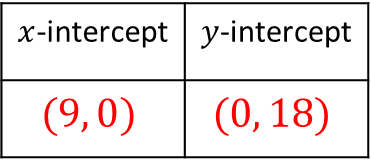 x-intercept y-intercept
(9, 0) (0, 18)